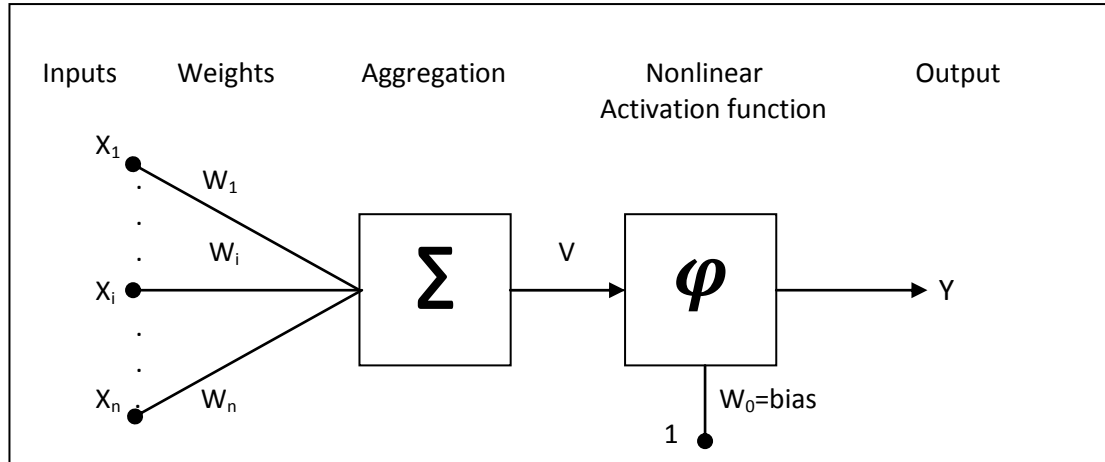 Inputs Weights Aggregation Nonlinear Activation function Output
X₁
W₁
Wᵢ
Xᵢ
Σ
V
φ
Y
Xₙ
Wₙ
W₀=bias
1